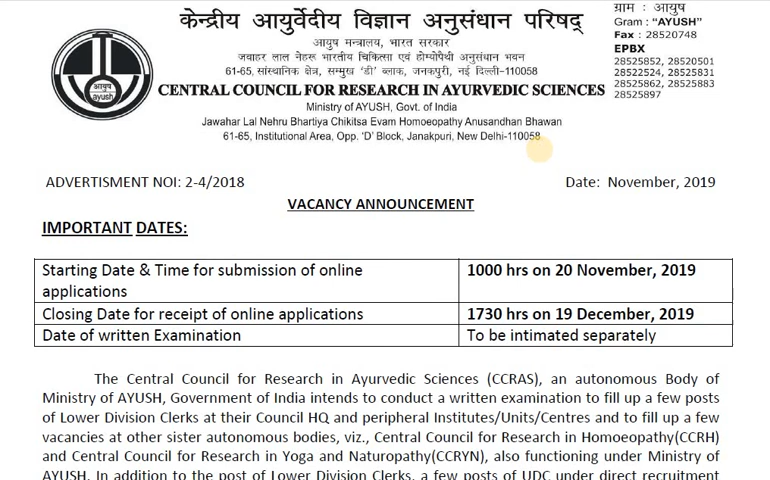 केन्द्रीय आयुर्वेदीय विज्ञान अनुसंधान परिषद्
आयुष मन्त्रालय, भारत सरकार
जवाहर लाल नेहरू भारतीय चिकित्सा एवं होम्योपैथी अनुसंधान भवन
61-65, सांस्थानिक क्षेत्र, सम्मुख 'डी' ब्लाक, जनकपुरी, नई दिल्ली-110058
CENTRAL COUNCIL FOR RESEARCH IN AYURVEDIC SCIENCES
Ministry of AYUSH, Govt. of India
Jawahar Lal Nehru Bhartiya Chikitsa Evam Homoeopathy Anusandhan Bhawan
61-65, Institutional Area, Opp. 'D' Block, Janakpuri, New Delhi-110058
आयुष
ayush
ग्राम : आयुष
Gram : "AYUSH"
Fax : 28520748
EPBX
28525852, 28520501
28522524, 28525831
28525862, 28525883
28525897
ADVERTISMENT NOI: 2-4/2018 Date: November, 2019
VACANCY ANNOUNCEMENT
IMPORTANT DATES:
Starting Date & Time for submission of online applications 1000 hrs on 20 November, 2019
Closing Date for receipt of online applications 1730 hrs on 19 December, 2019
Date of written Examination To be intimated separately
The Central Council for Research in Ayurvedic Sciences (CCRAS), an autonomous Body of
Ministry of AYUSH, Government of India intends to conduct a written examination to fill up a few posts
of Lower Division Clerks at their Council HQ and peripheral Institutes/Units/Centres and to fill up a few
vacancies at other sister autonomous bodies, viz., Central Council for Research in Homoeopathy(CCRH)
and Central Council for Research in Yoga and Naturopathy(CCRYN), also functioning under Ministry of
AYUSH. In addition to the post of Lower Division Clerks, a few posts of UDC under direct recruitment